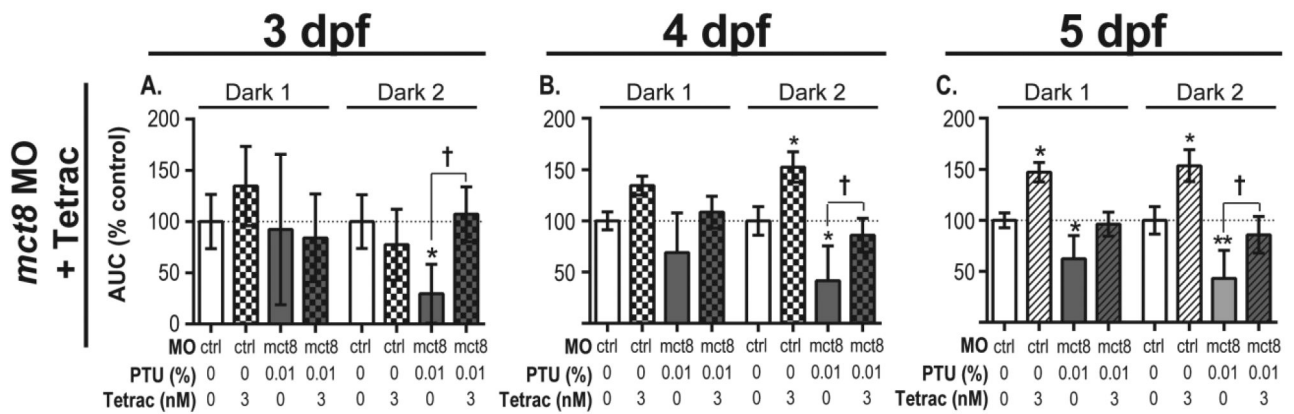 3 dpf 4 dpf 5 dpf
A. B. C.
Dark 1 Dark 2 Dark 1 Dark 2 Dark 1 Dark 2
mct8 MO
+ Tetrac
AUC (% control)
200 200 200
150 150 150
100 100 100
50 50 50
0
† † †
* * * * * * **
MO ctrl ctrl mct8 mct8 ctrl ctrl mct8 mct8 MO ctrl ctrl mct8 mct8 ctrl ctrl mct8 mct8 MO ctrl ctrl mct8 mct8 ctrl ctrl mct8 mct8
PTU (%) 0 0 0.01 0.01 0 0 0.01 0.01 PTU (%) 0 0 0.01 0.01 0 0 0.01 0.01 PTU (%) 0 0 0.01 0.01 0 0 0.01 0.01
Tetrac (nM) 0 3 0 3 0 3 0 3 Tetrac (nM) 0 3 0 3 0 3 0 3 Tetrac (nM) 0 3 0 3 0 3 0 3